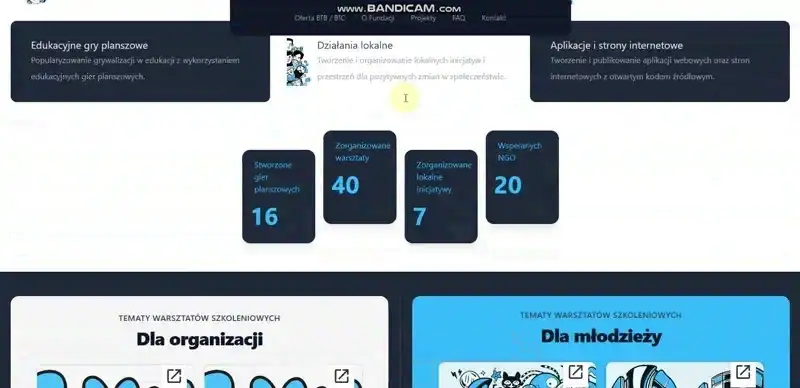 www.BANDICAM.com
Oferta BTB / BTC O Fundacji Projekty FAQ Kontakt
Edukacyjne gry planszowe
Popularyzowanie grywalizacji w edukacji z wykorzystaniem
edukacyjnych gier planszowych.
Działania lokalne
Tworzenie i organizowanie lokalnych inicjatyw i
przestrzeń dla pozytywnych zmian w społeczeństwie.
Aplikacje i strony internetowe
Tworzenie i publikowanie aplikacji webowych oraz stron
internetowych z otwartym kodem źródłowym.
Stworzone
gier
planszowych
16
Zorganizowane
warsztaty
40
Zorganizowane
lokalne
inicjatywy
7
Wspieranych
NGO
20
TEMATY WARSZTATÓW SZKOLENIOWYCH
Dla organizacji
TEMATY WARSZTATÓW SZKOLENIOWYCH
Dla młodzieży